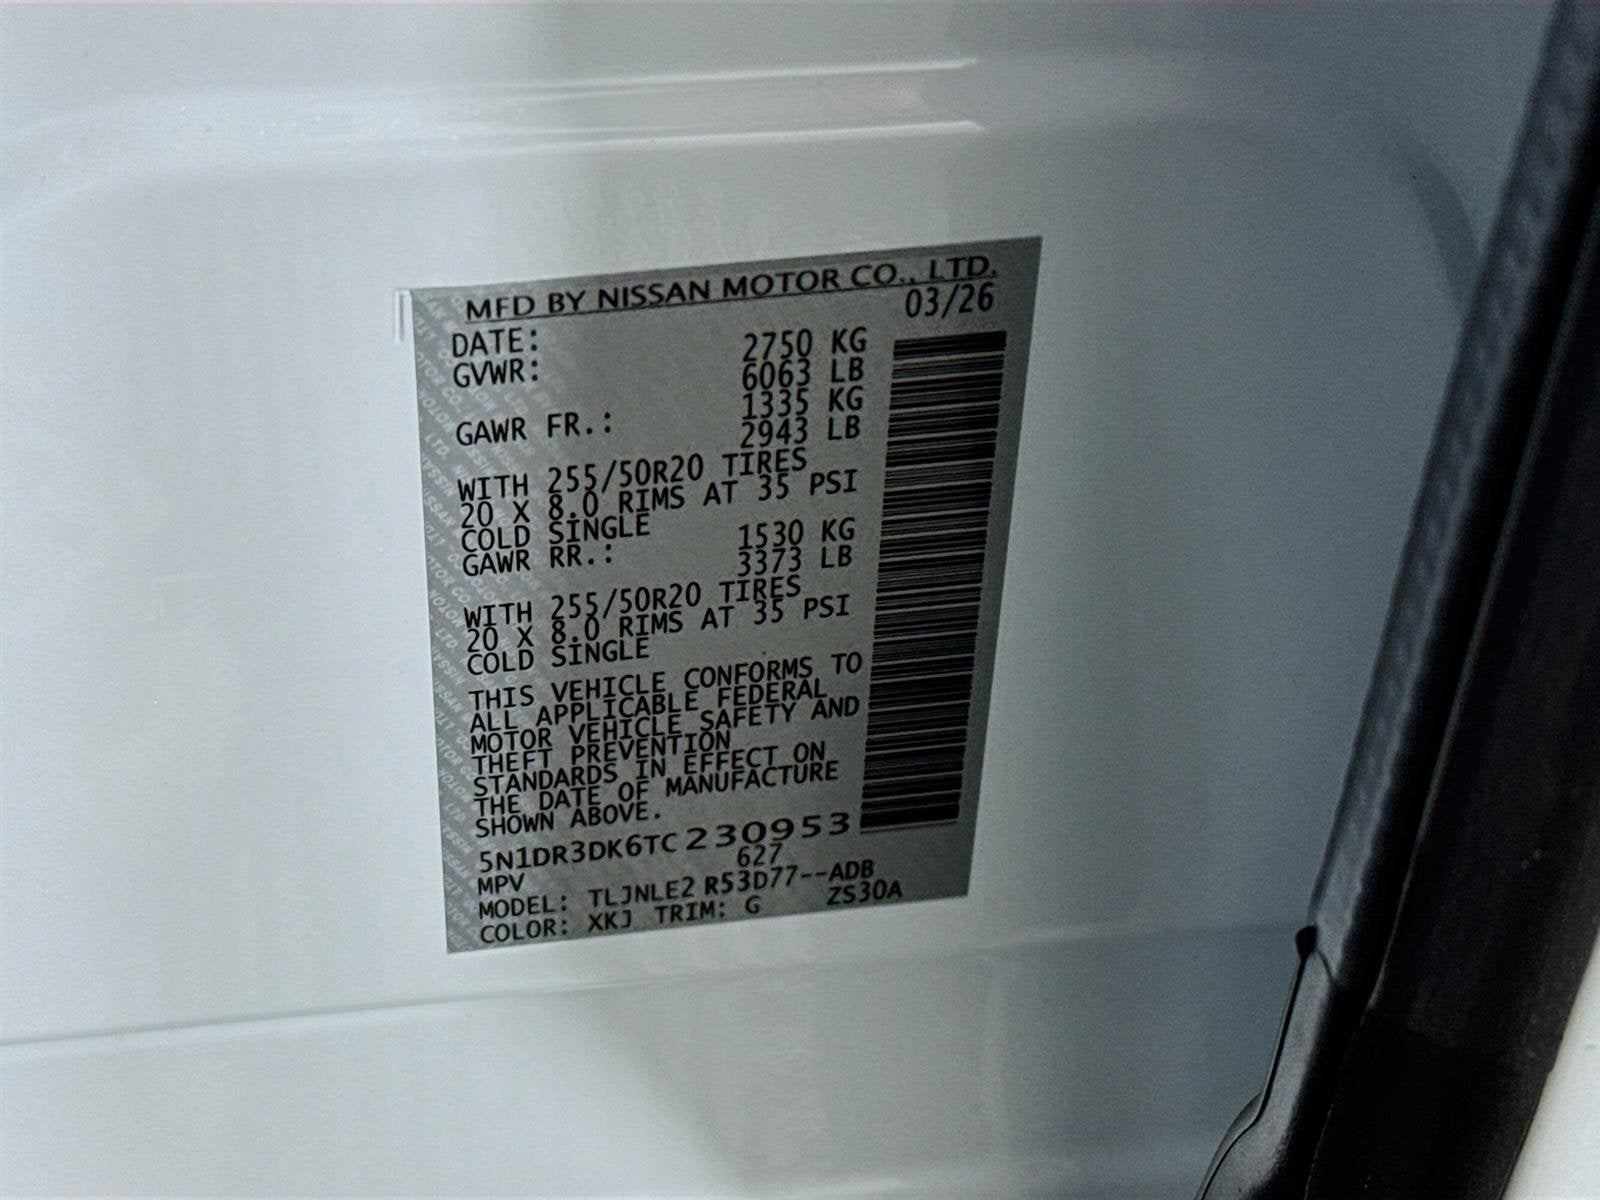 MFD BY NISSAN MOTOR CO., LTD.
DATE: 03/26
GVWR: 2750 KG
6063 LB
GAWR FR.: 1335 KG
2943 LB
WITH 255/50R20 TIRES
20 X 8.0 RIMS AT 35 PSI
COLD SINGLE
GAWR RR.: 1530 KG
3373 LB
WITH 255/50R20 TIRES
20 X 8.0 RIMS AT 35 PSI
COLD SINGLE
THIS VEHICLE CONFORMS TO
ALL APPLICABLE FEDERAL
MOTOR VEHICLE SAFETY AND
THEFT PREVENTION
STANDARDS IN EFFECT ON
THE DATE OF MANUFACTURE
SHOWN ABOVE.
5N1DR3DK6TC230953
MPV 627
MODEL: TLJNLE2 R53D77--ADB
COLOR: XKJ TRIM: G ZS30A